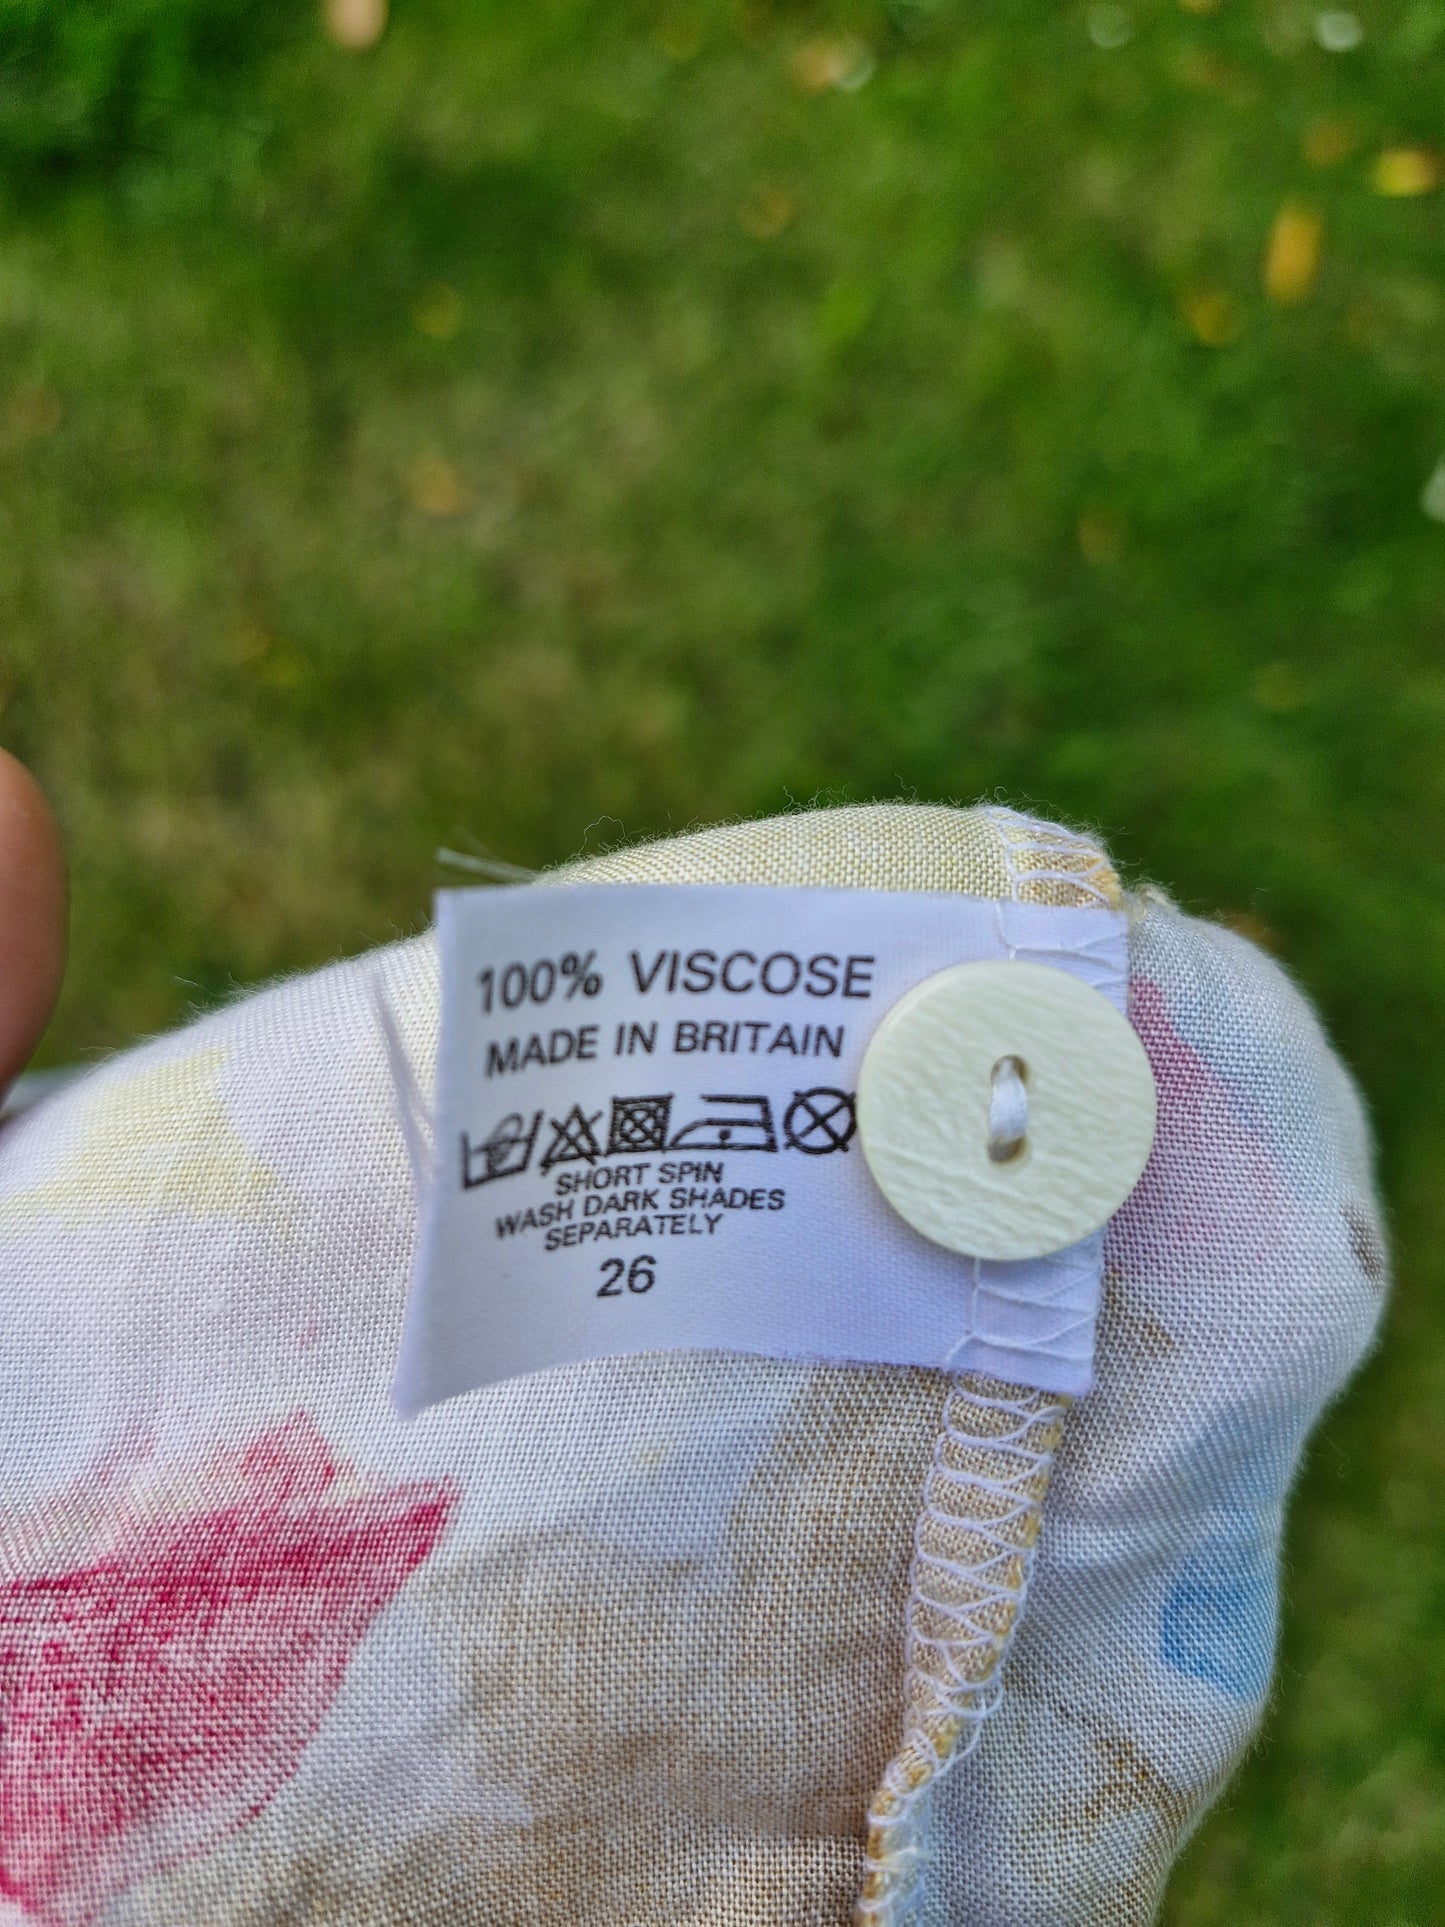 100% VISCOSE
MADE IN BRITAIN
SHORT SPIN
WASH DARK SHADES
SEPARATELY
26